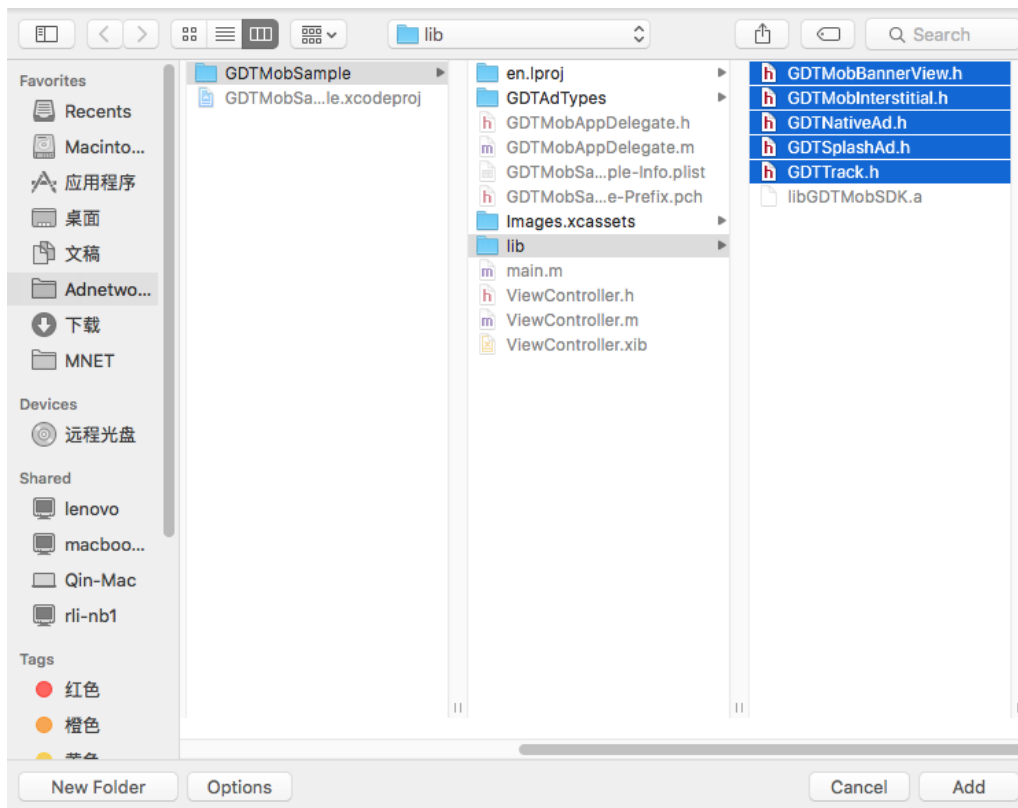 lib
Search
Favorites
Recents
Macinto...
应用程序
桌面
文稿
Adnetwo...
下载
MNET
Devices
远程光盘
Shared
lenovo
macboo...
Qin-Mac
rli-nb1
Tags
红色
橙色
GDTMobSample
GDTMobSa...le.xcodeproj
en.lproj
GDTAdTypes
h GDTMobAppDelegate.h
m GDTMobAppDelegate.m
GDTMobSa...ple-Info.plist
h GDTMobSa...e-Prefix.pch
Images.xcassets
lib
m main.m
h ViewController.h
m ViewController.m
ViewController.xib
h GDTMobBannerView.h
h GDTMobInterstitial.h
h GDTNativeAd.h
h GDTSplashAd.h
h GDTTrack.h
libGDTMobSDK.a
New Folder
Options
Cancel
Add